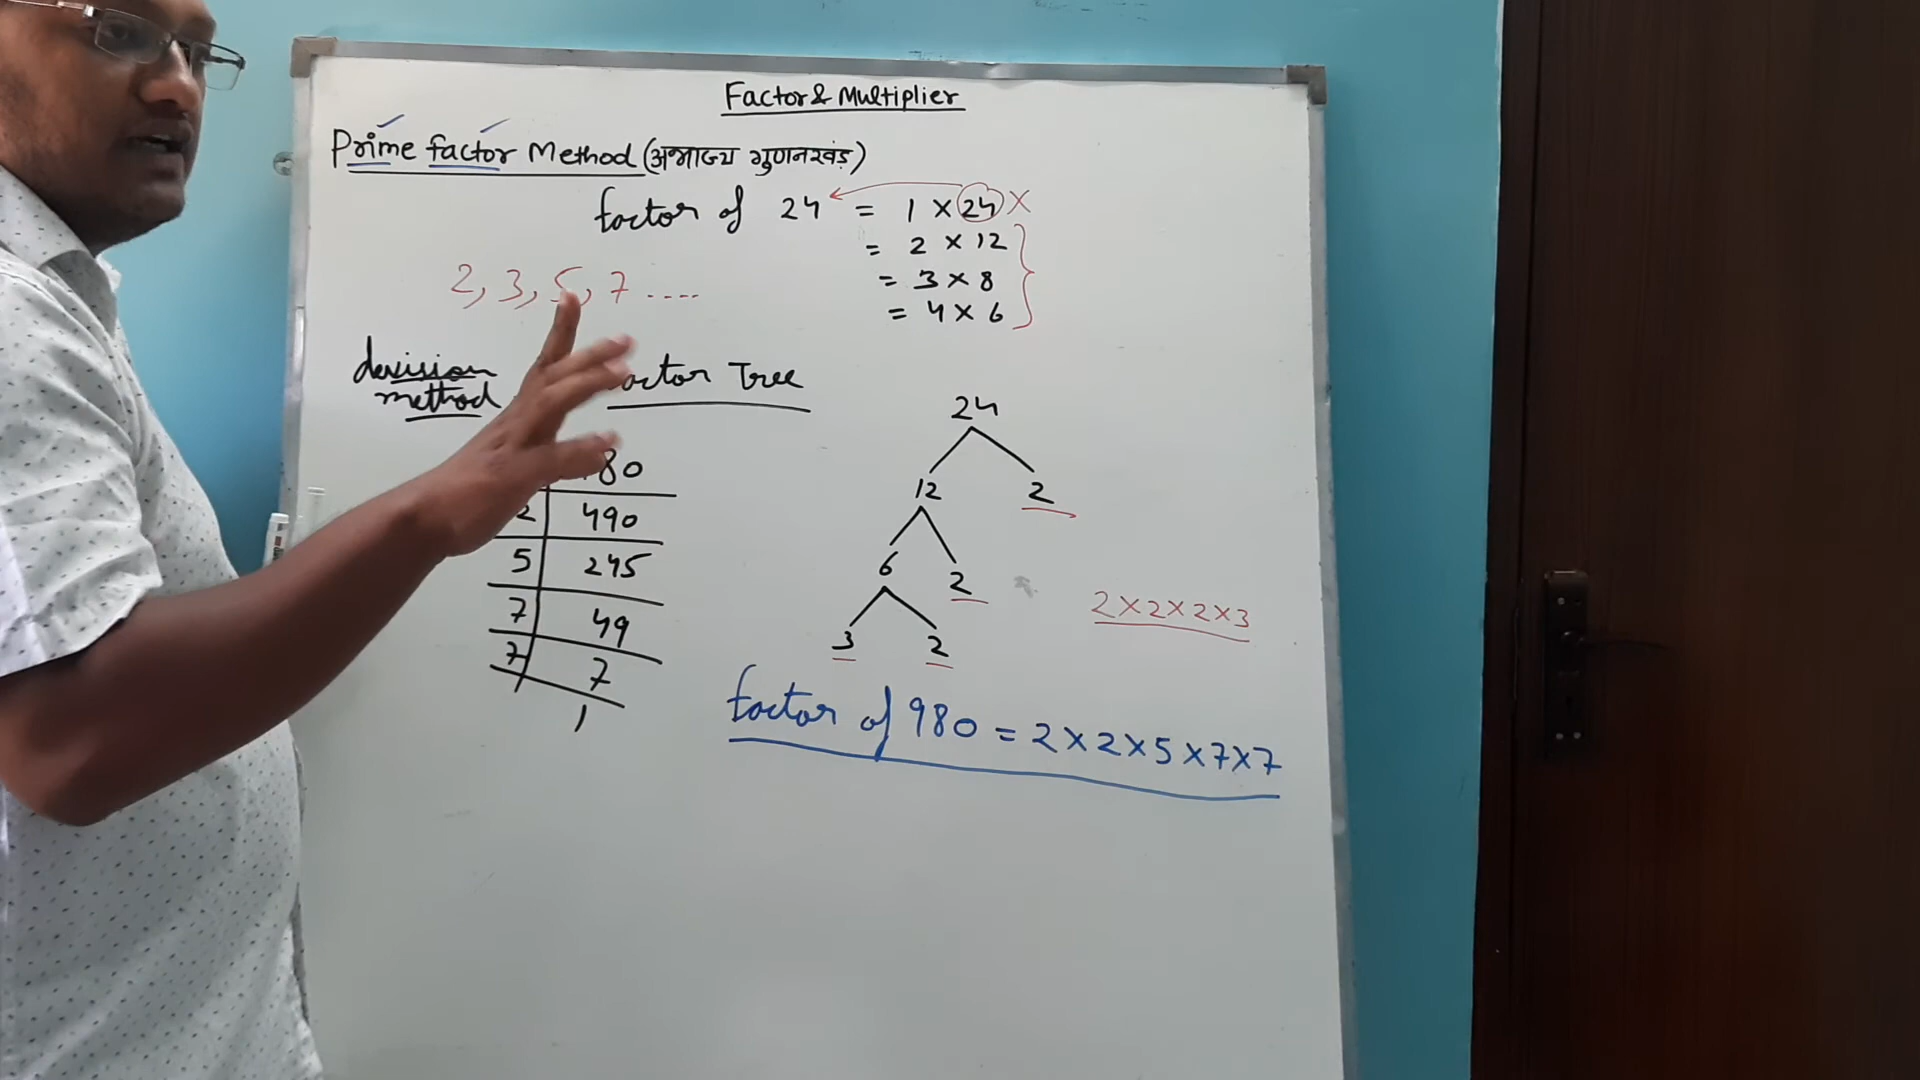 Factor & Multiplier
Prime factor Method (अभाज्य गुणनखंड)
factor of 24 = 1 × 24 ×
= 2 × 12
= 3 × 8
= 4 × 6
2, 3, 5, 7 ....
devision
method
Tree
24
12 2
6 2
3 2
2×2×2×3
80
2 490
5 245
7 49
7 7
1
factor of 980 = 2×2×5×7×7